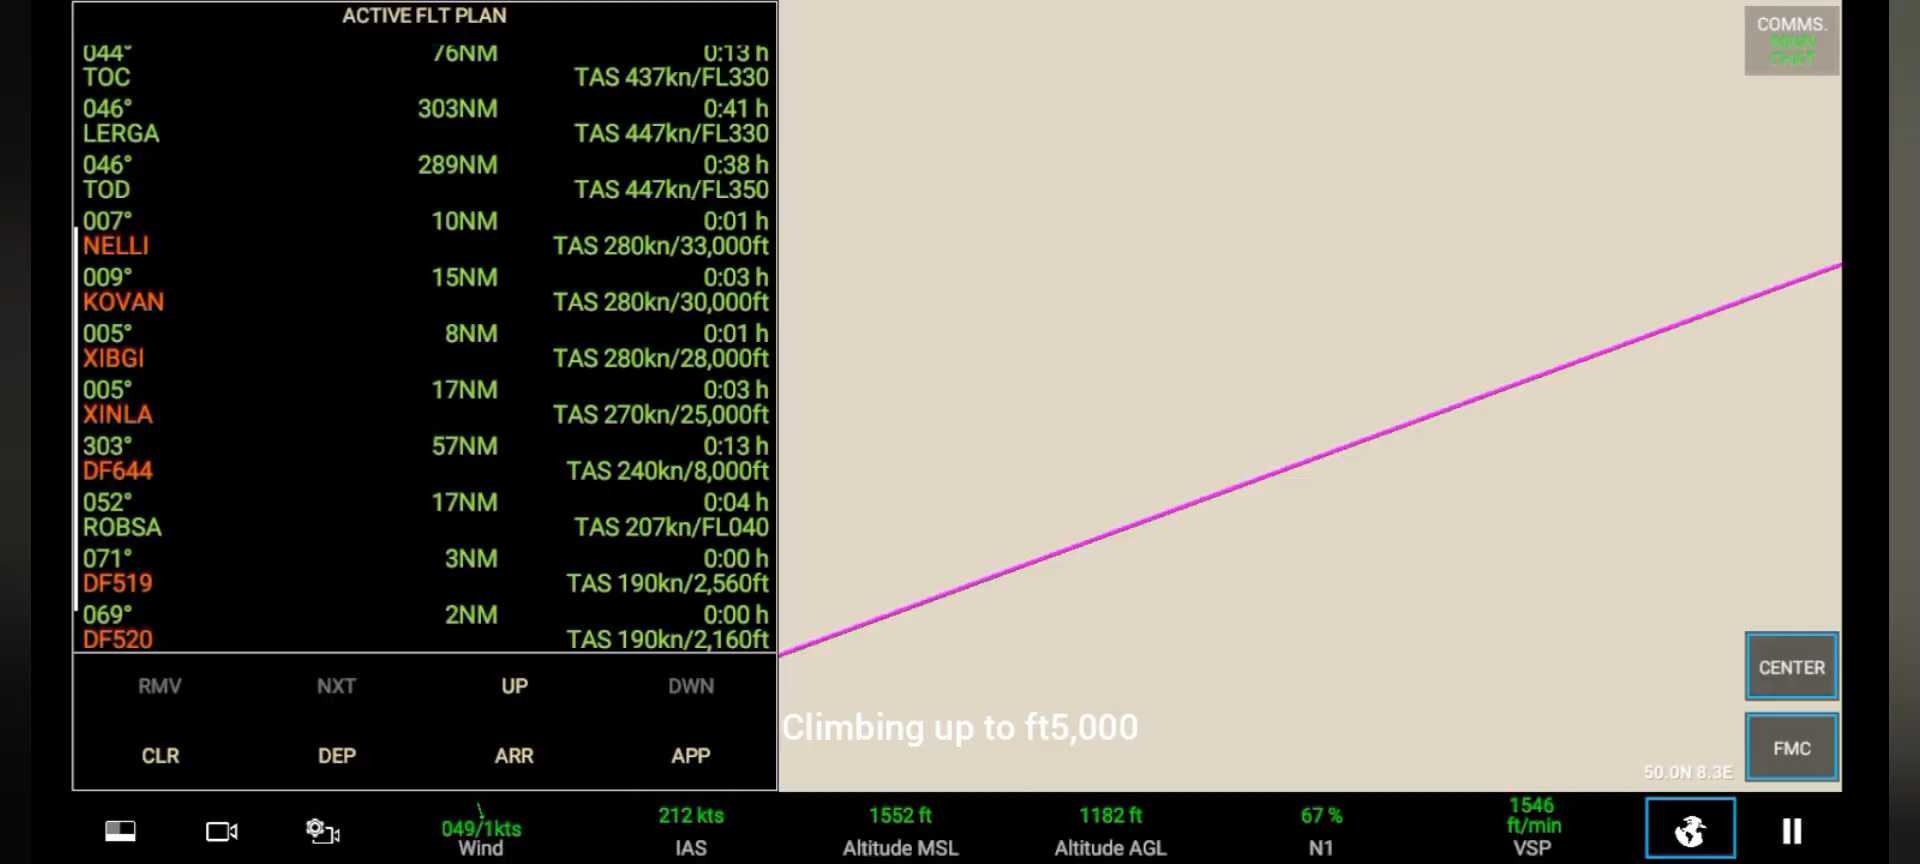 ACTIVE FLT PLAN
044° 76NM 0:13 h
TOC TAS 437kn/FL330
046° 303NM 0:41 h
LERGA TAS 447kn/FL330
046° 289NM 0:38 h
TOD TAS 447kn/FL350
007° 10NM 0:01 h
NELLI TAS 280kn/33,000ft
009° 15NM 0:03 h
KOVAN TAS 280kn/30,000ft
005° 8NM 0:01 h
XIBGI TAS 280kn/28,000ft
005° 17NM 0:03 h
XINLA TAS 270kn/25,000ft
303° 57NM 0:13 h
DF644 TAS 240kn/8,000ft
052° 17NM 0:04 h
ROBSA TAS 207kn/FL040
071° 3NM 0:00 h
DF519 TAS 190kn/2,560ft
069° 2NM 0:00 h
DF520 TAS 190kn/2,160ft
RMV NXT UP DWN
CLR DEP ARR APP
COMMS.
MAIN
CHAT
Climbing up to ft5,000
CENTER
FMC
50.0N 8.3E
049/1kts
Wind
212 kts
IAS
1552 ft
Altitude MSL
1182 ft
Altitude AGL
67 %
N1
1546
ft/min
VSP